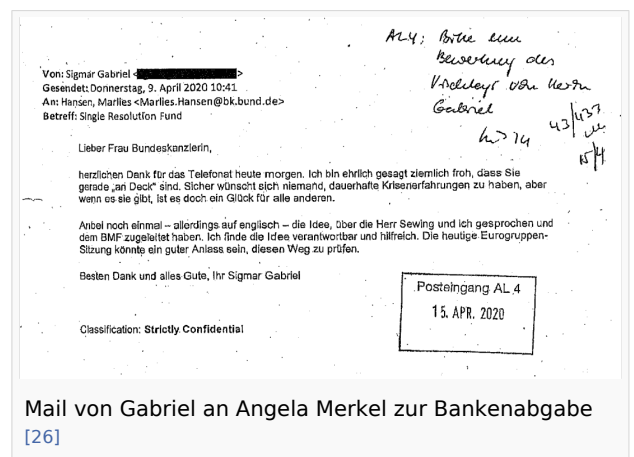 AL4: Bitte um
Bewertung des
Vorschlags von Herrn
Gabriel
43/433
15/4
Von: Sigmar Gabriel < >
Gesendet: Donnerstag, 9. April 2020 10:41
An: Hansen, Marlies <Marlies.Hansen@bk.bund.de>
Betreff: Single Resolution Fund
Lieber Frau Bundeskanzlerin,
herzlichen Dank für das Telefonat heute morgen. Ich bin ehrlich gesagt ziemlich froh, dass Sie
gerade „an Deck“ sind. Sicher wünscht sich niemand, dauerhafte Krisenerfahrungen zu haben, aber
wenn es sie gibt, ist es doch ein Glück für alle anderen.
Anbei noch einmal – allerdings auf englisch – die Idee, über die Herr Sewing und ich gesprochen und
dem BMF zugeleitet haben. Ich finde die Idee verantwortbar und hilfreich. Die heutige Eurogruppen-
Sitzung könnte ein guter Anlass sein, diesen Weg zu prüfen.
Besten Dank und alles Gute, Ihr Sigmar Gabriel
Posteingang AL 4
15. APR. 2020
Classification: Strictly Confidential
Mail von Gabriel an Angela Merkel zur Bankenabgabe
[26]